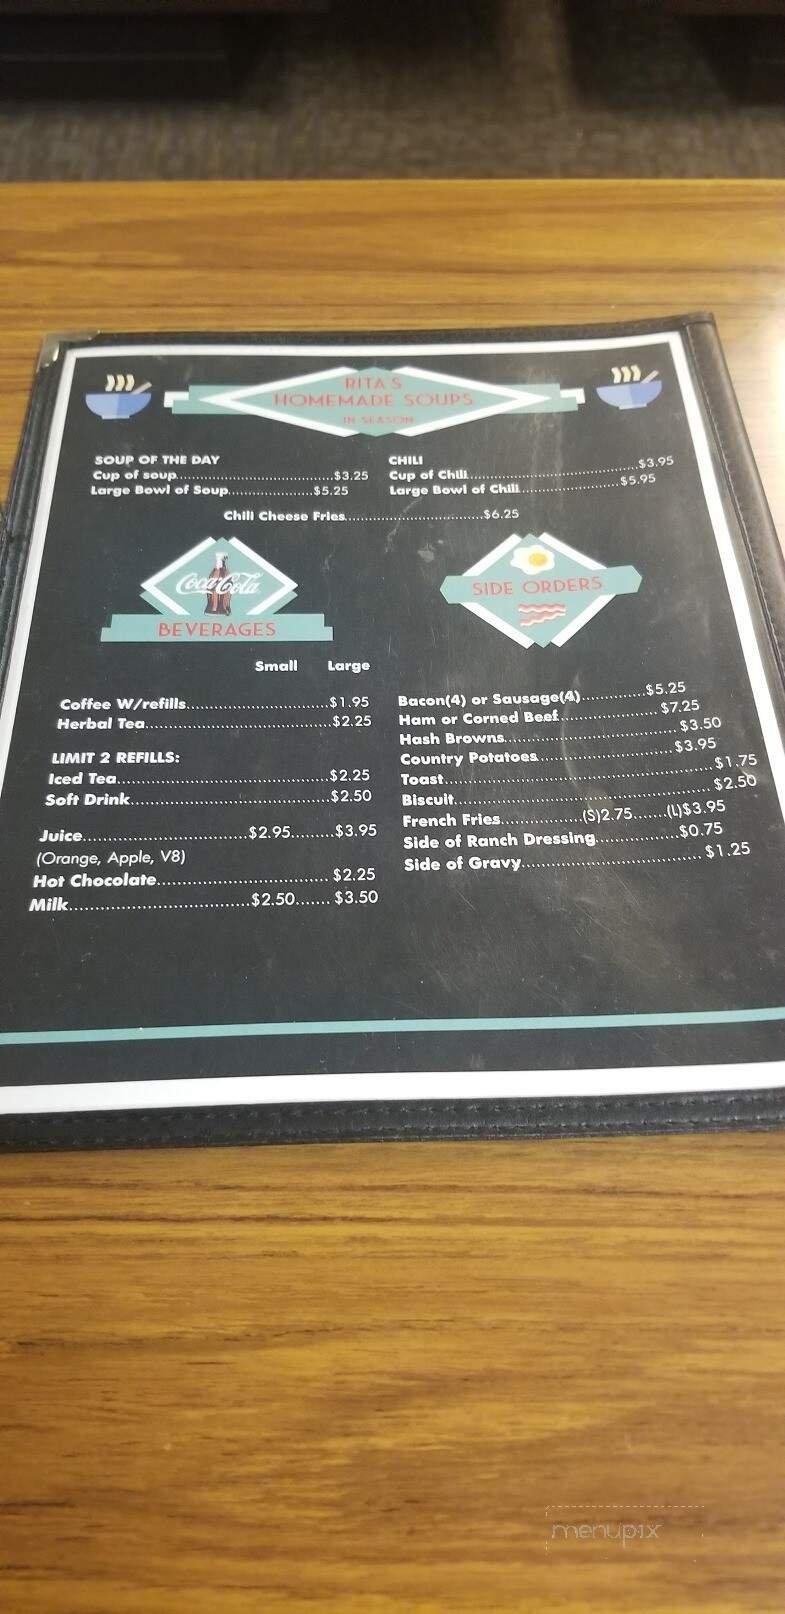 RITA'S
HOMEMADE SOUPS
IN SEASON
SOUP OF THE DAY
Cup of soup..............................$3.25
Large Bowl of Soup................$5.25
CHILI
Cup of Chili................................$3.95
Large Bowl of Chili...................$5.95
Chili Cheese Fries..........................$6.25
Coca-Cola
BEVERAGES
Small Large
Coffee W/refills............................$1.95
Herbal Tea.....................................$2.25
LIMIT 2 REFILLS:
Iced Tea..........................................$2.25
Soft Drink.......................................$2.50
Juice...............................$2.95........$3.95
(Orange, Apple, V8)
Hot Chocolate................................$2.25
Milk.................................$2.50.......$3.50
SIDE ORDERS
Bacon(4) or Sausage(4).............$5.25
Ham or Corned Beef....................$7.25
Hash Browns..................................$3.50
Country Potatoes..........................$3.95
Toast....................................................$1.75
Biscuit.................................................$2.50
French Fries................(S)2.75.......(L)$3.95
Side of Ranch Dressing................$0.75
Side of Gravy...................................$1.25
menupix